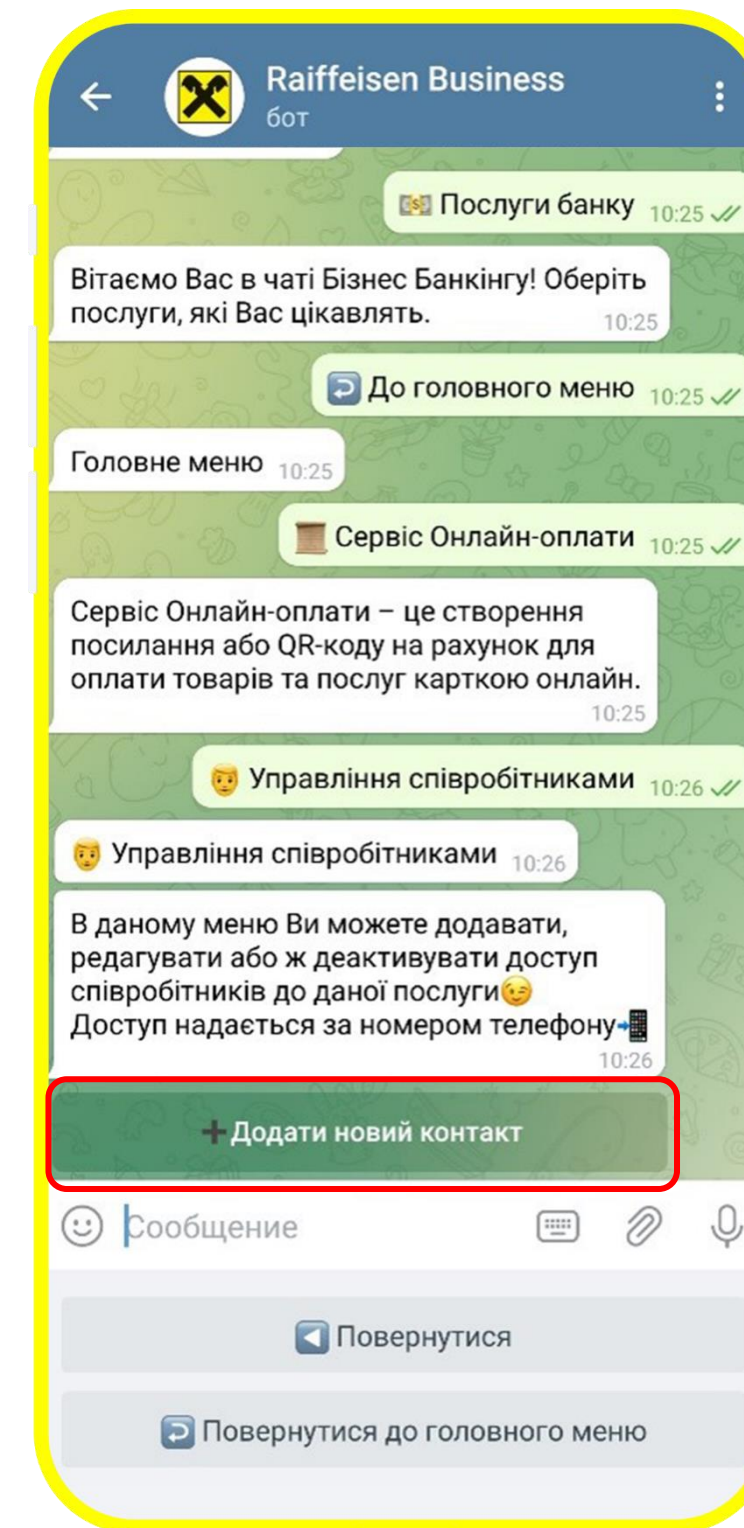 Raiffeisen Business
бот
Послуги банку 10:25
Вітаємо Вас в чаті Бізнес Банкінгу! Оберіть
послуги, які Вас цікавлять. 10:25
До головного меню 10:25
Головне меню 10:25
Сервіс Онлайн-оплати 10:25
Сервіс Онлайн-оплати – це створення
посилання або QR-коду на рахунок для
оплати товарів та послуг карткою онлайн.
10:25
Управління співробітниками 10:26
Управління співробітниками 10:26
В даному меню Ви можете додавати,
редагувати або ж деактивувати доступ
співробітників до даної послуги😉
Доступ надається за номером телефону📲
10:26
➕Додати новий контакт
Сообщение
Повернутися
Повернутися до головного меню